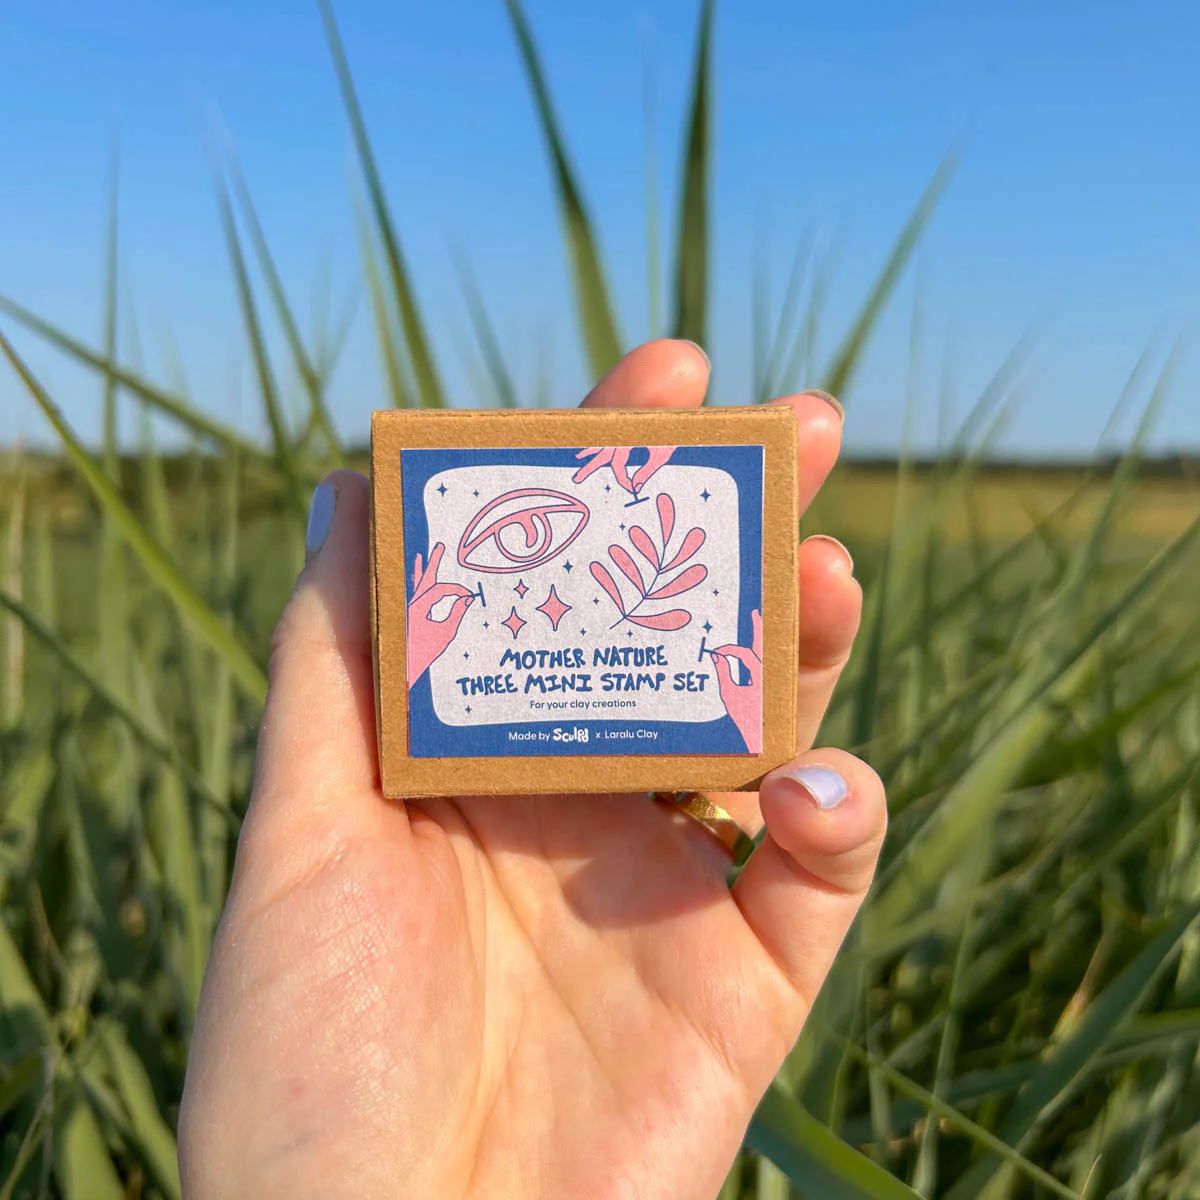 MOTHER NATURE
THREE MINI STAMP SET
For your clay creations
Made by Sculpd x Laralu Clay